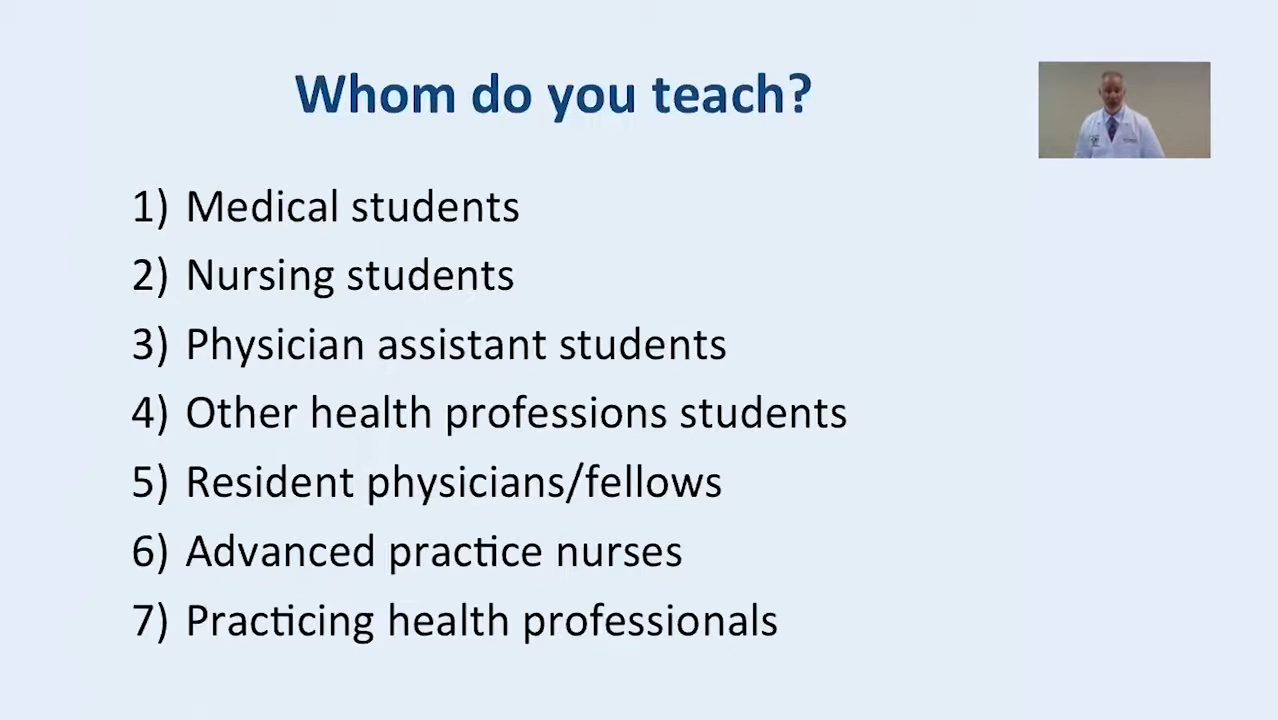 Whom do you teach?
1) Medical students
2) Nursing students
3) Physician assistant students
4) Other health professions students
5) Resident physicians/fellows
6) Advanced practice nurses
7) Practicing health professionals